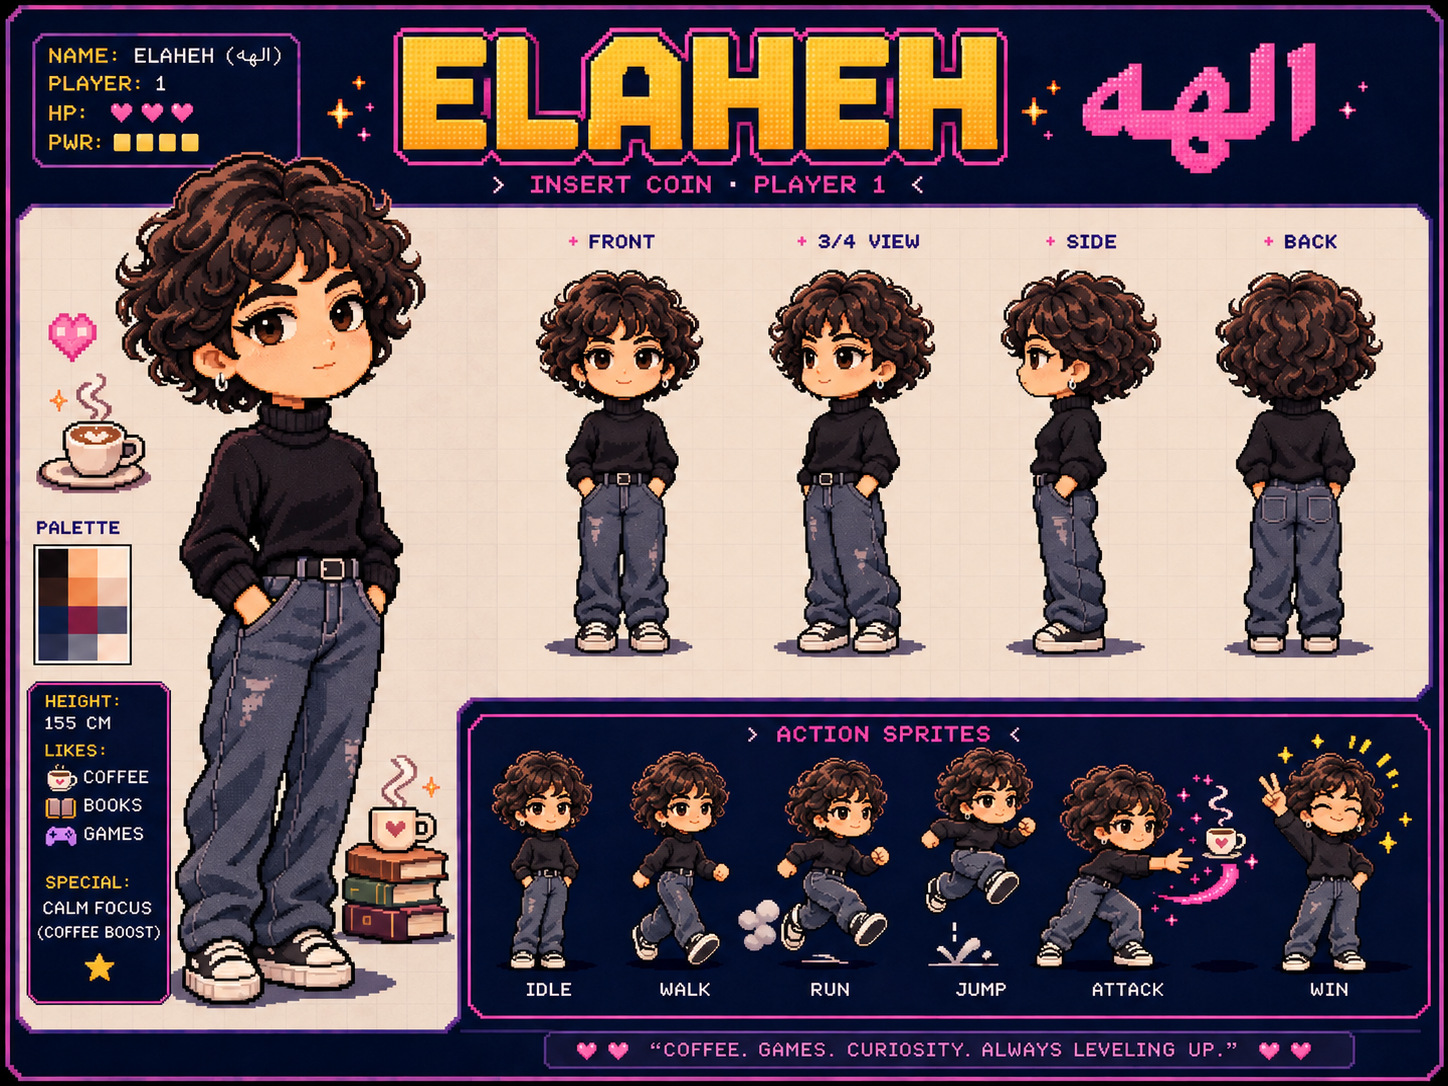 NAME: ELAHEH (الهه)
PLAYER: 1
HP:
PWR:
ELAHEH
الهه
> INSERT COIN · PLAYER 1 <
+ FRONT
+ 3/4 VIEW
+ SIDE
+ BACK
PALETTE
HEIGHT:
155 CM
LIKES:
COFFEE
BOOKS
GAMES
SPECIAL:
CALM FOCUS
(COFFEE BOOST)
> ACTION SPRITES <
IDLE
WALK
RUN
JUMP
ATTACK
WIN
“COFFEE. GAMES. CURIOSITY. ALWAYS LEVELING UP.”